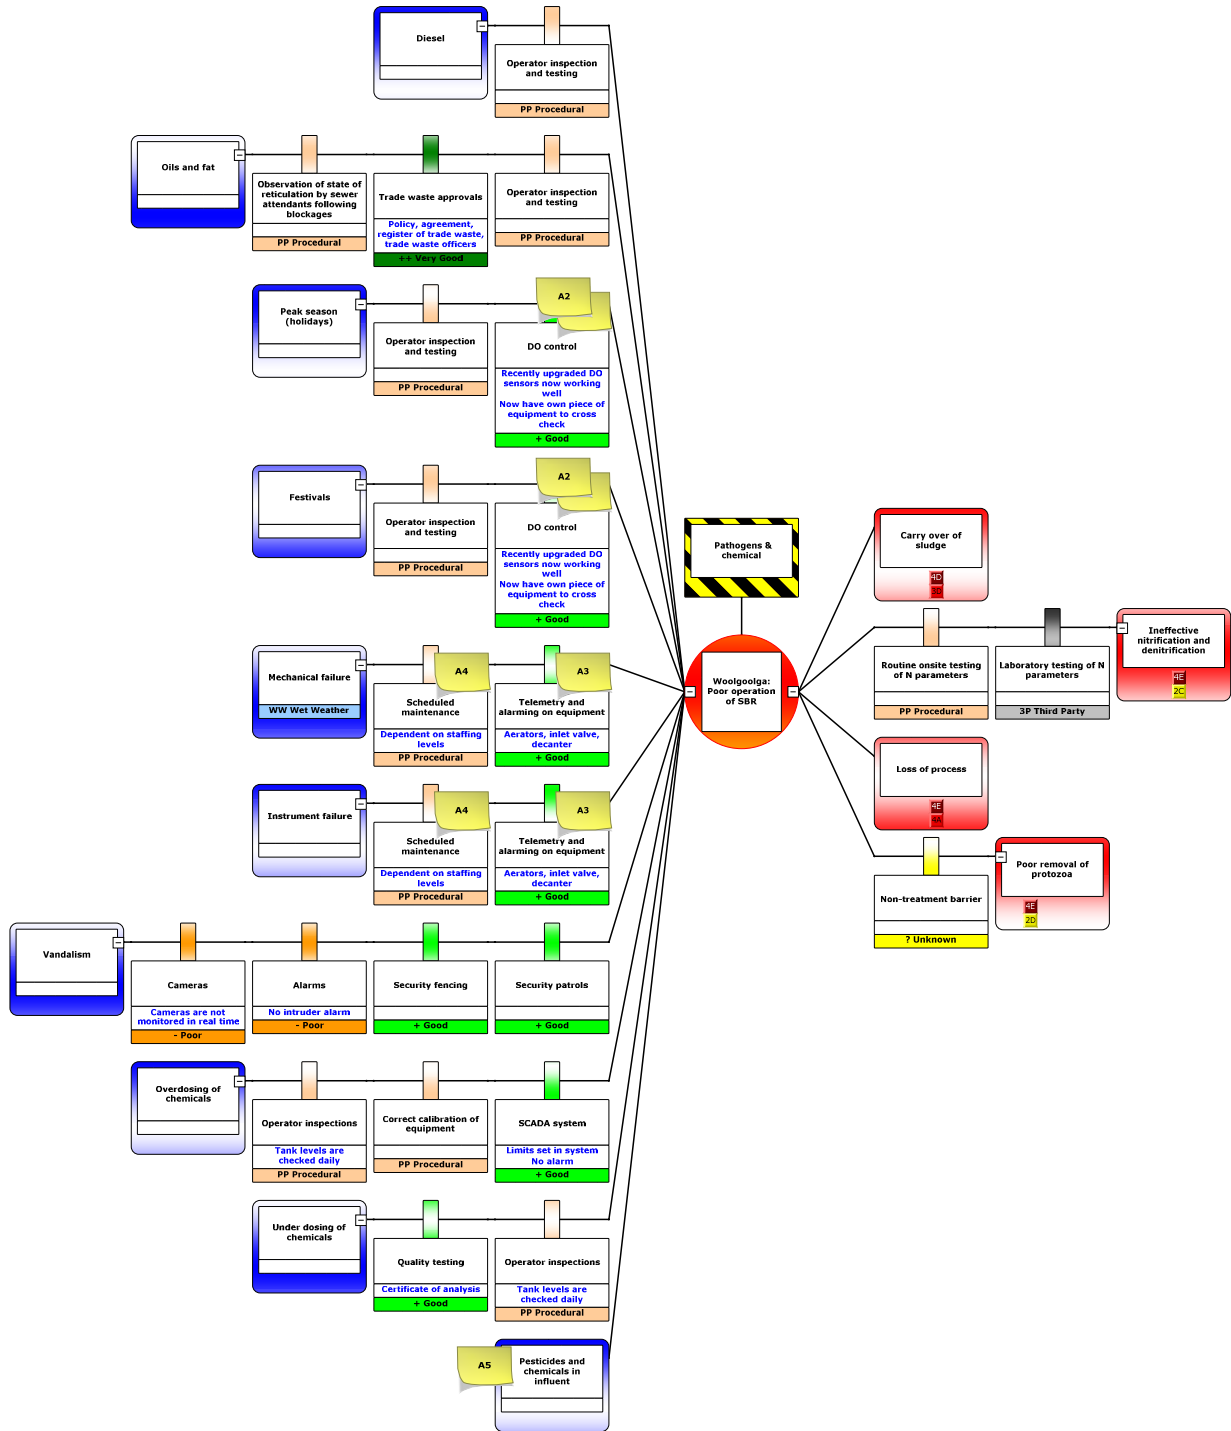 Diesel
Operator inspection
and testing
PP Procedural
Oils and fat
Observation of state of
reticulation by sewer
attendants following
blockages
PP Procedural
Trade waste approvals
Policy, agreement,
register of trade waste,
trade waste officers
++ Very Good
Operator inspection
and testing
PP Procedural
Peak season
(holidays)
Operator inspection
and testing
PP Procedural
A2
DO control
Recently upgraded DO
sensors now working
well
Now have own piece of
equipment to cross
check
+ Good
Festivals
Operator inspection
and testing
PP Procedural
A2
DO control
Recently upgraded DO
sensors now working
well
Now have own piece of
equipment to cross
check
+ Good
Mechanical failure
WW Wet Weather
A4
Scheduled
maintenance
Dependent on staffing
levels
PP Procedural
A3
Telemetry and
alarming on equipment
Aerators, inlet valve,
decanter
+ Good
Instrument failure
A4
Scheduled
maintenance
Dependent on staffing
levels
PP Procedural
A3
Telemetry and
alarming on equipment
Aerators, inlet valve,
decanter
+ Good
Vandalism
Cameras
Cameras are not
monitored in real time
- Poor
Alarms
No intruder alarm
- Poor
Security fencing
+ Good
Security patrols
+ Good
Overdosing of
chemicals
Operator inspections
Tank levels are
checked daily
PP Procedural
Correct calibration of
equipment
PP Procedural
SCADA system
Limits set in system
No alarm
+ Good
Under dosing of
chemicals
Quality testing
Certificate of analysis
+ Good
Operator inspections
Tank levels are
checked daily
PP Procedural
A5
Pesticides and
chemicals in
influent
Pathogens &
chemical
Woolgoolga:
Poor operation
of SBR
Carry over of
sludge
4D
3D
Routine onsite testing
of N parameters
PP Procedural
Laboratory testing of N
parameters
3P Third Party
Ineffective
nitrification and
denitrification
4E
2C
Loss of process
4E
4A
Non-treatment barrier
? Unknown
Poor removal of
protozoa
4E
2D